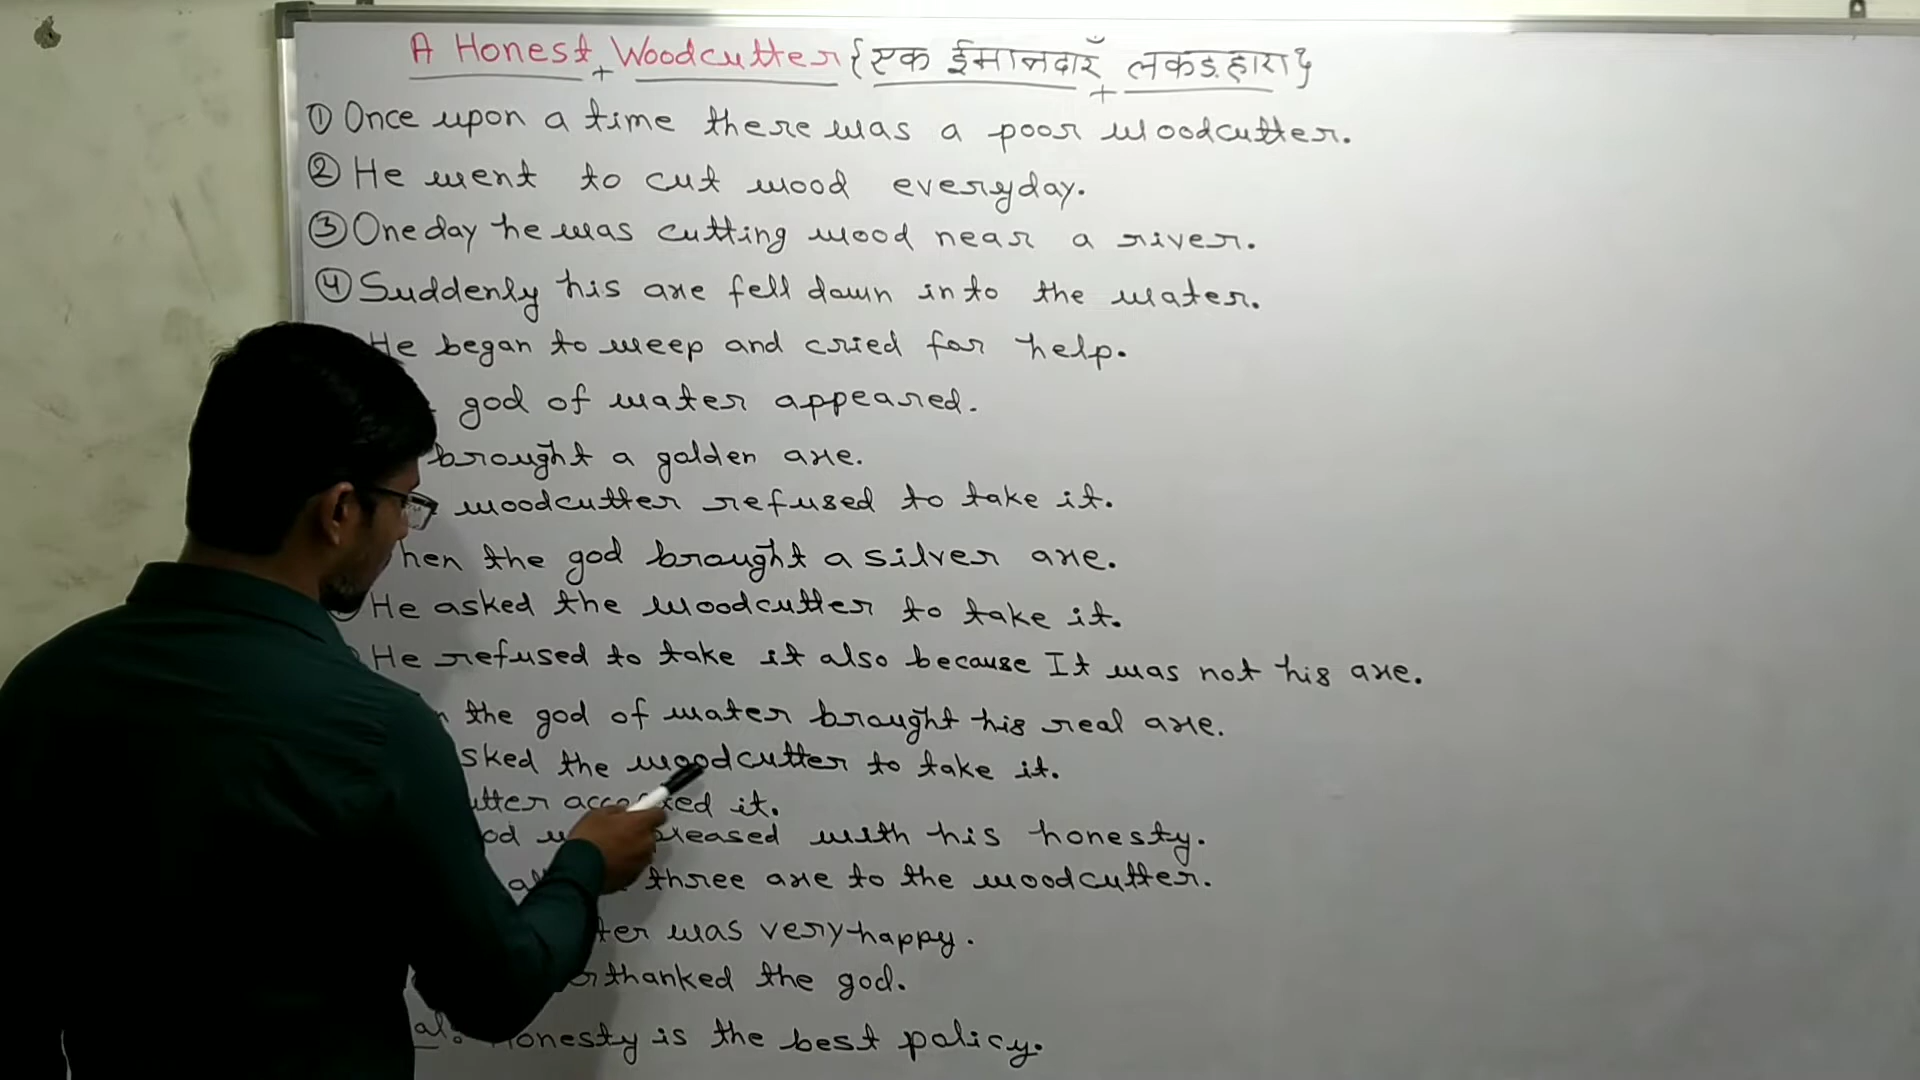 A Honest Woodcutter {एक ईमानदार लकड़हारा}
① Once upon a time there was a poor woodcutter.
② He went to cut wood everyday.
③ One day he was cutting wood near a river.
④ Suddenly his axe fell down into the water.
He began to weep and cried for help.
god of water appeared.
brought a golden axe.
woodcutter refused to take it.
hen the god brought a silver axe.
He asked the woodcutter to take it.
He refused to take it also because It was not his axe.
the god of water brought his real axe.
sked the woodcutter to take it.
utter it.
pleased with his honesty.
three axe to the woodcutter.
ter was very happy.
thanked the god.
al: Honesty is the best policy.